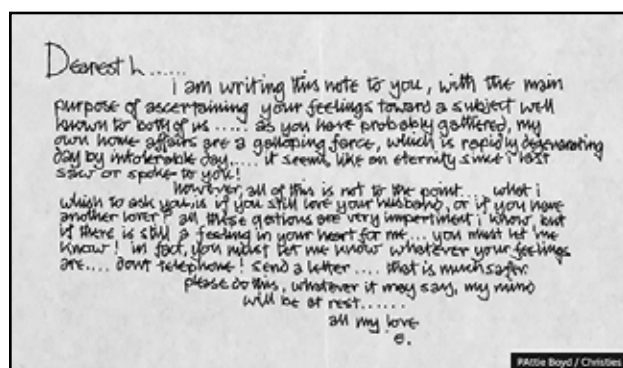 Dearest L......
i am writing this note to you, with the main
purpose of ascertaining your feelings toward a subject well
known to both of us ..... as you have probably gathered, my
own home affairs are a galloping farce, which is rapidly degenerating
day by intolerable day..... it seems like an eternity since i last
saw or spoke to you!
however, all of this is not to the point.... what i
whish to ask you, is if you still love your husband, or if you have
another lover? all these questions are very impertinent i know, but
if there is still a feeling in your heart for me... you must let me
know! in fact, you must let me know whatever your feelings
are.... dont telephone! send a letter .... that is much safer.
please do this, whatever it may say, my mind
will be at rest......
all my love
e.
PAttie Boyd / Christies